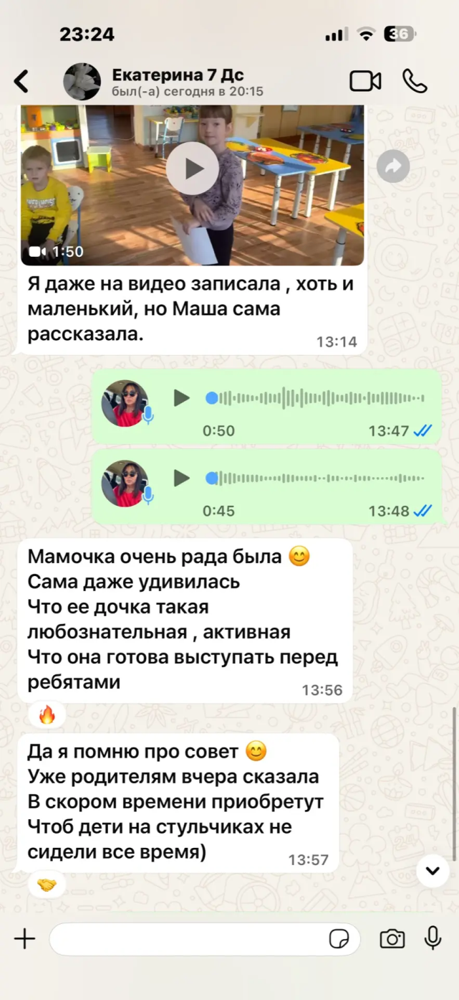 23:24
36
Екатерина 7 Дс
был(-а) сегодня в 20:15
1:50
Я даже на видео записала , хоть и
маленький, но Маша сама
рассказала.
13:14
0:50
13:47
0:45
13:48
Мамочка очень рада была 😊
Сама даже удивилась
Что ее дочка такая
любознательная , активная
Что она готова выступать перед
ребятами
13:56
🔥
Да я помню про совет 😊
Уже родителям вчера сказала
В скором времени приобретут
Чтоб дети на стульчиках не
сидели все время)
13:57
🤝